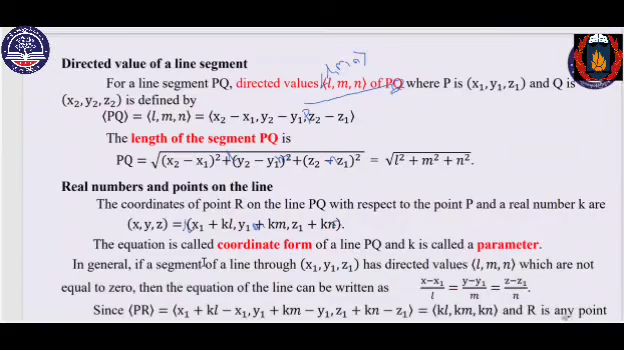 Directed value of a line segment
For a line segment PQ, directed values ⟨l, m, n⟩ of PQ where P is (x₁, y₁, z₁) and Q is
(x₂, y₂, z₂) is defined by
⟨PQ⟩ = ⟨l, m, n⟩ = ⟨x₂ − x₁, y₂ − y₁, z₂ − z₁⟩
The length of the segment PQ is
PQ = √(x₂ − x₁)² + (y₂ − y₁)² + (z₂ − z₁)² = √l² + m² + n².
Real numbers and points on the line
The coordinates of point R on the line PQ with respect to the point P and a real number k are
(x, y, z) = (x₁ + kl, y₁ + km, z₁ + kn).
The equation is called coordinate form of a line PQ and k is called a parameter.
In general, if a segment of a line through (x₁, y₁, z₁) has directed values ⟨l, m, n⟩ which are not
equal to zero, then the equation of the line can be written as x−x₁/l = y−y₁/m = z−z₁/n.
Since ⟨PR⟩ = ⟨x₁ + kl − x₁, y₁ + km − y₁, z₁ + kn − z₁⟩ = ⟨kl, km, kn⟩ and R is any point